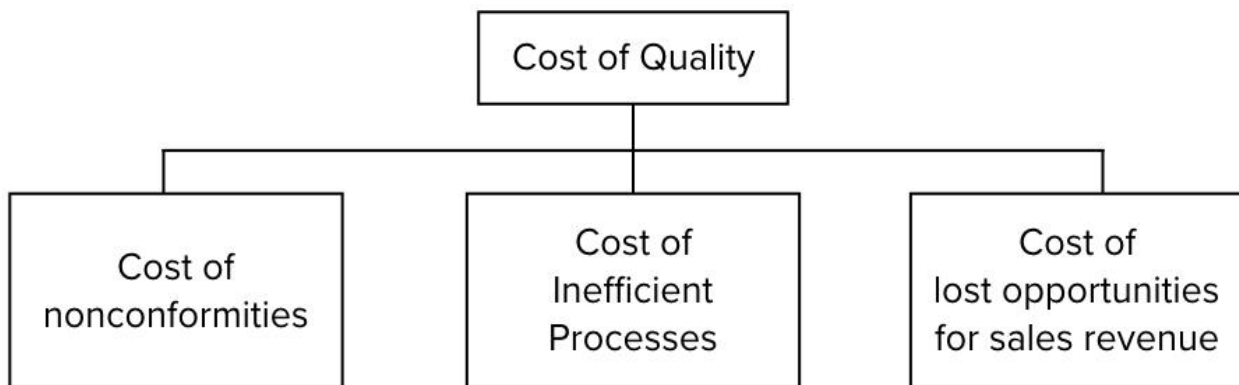 Cost of Quality
Cost of
nonconformities
Cost of
Inefficient
Processes
Cost of
lost opportunities
for sales revenue